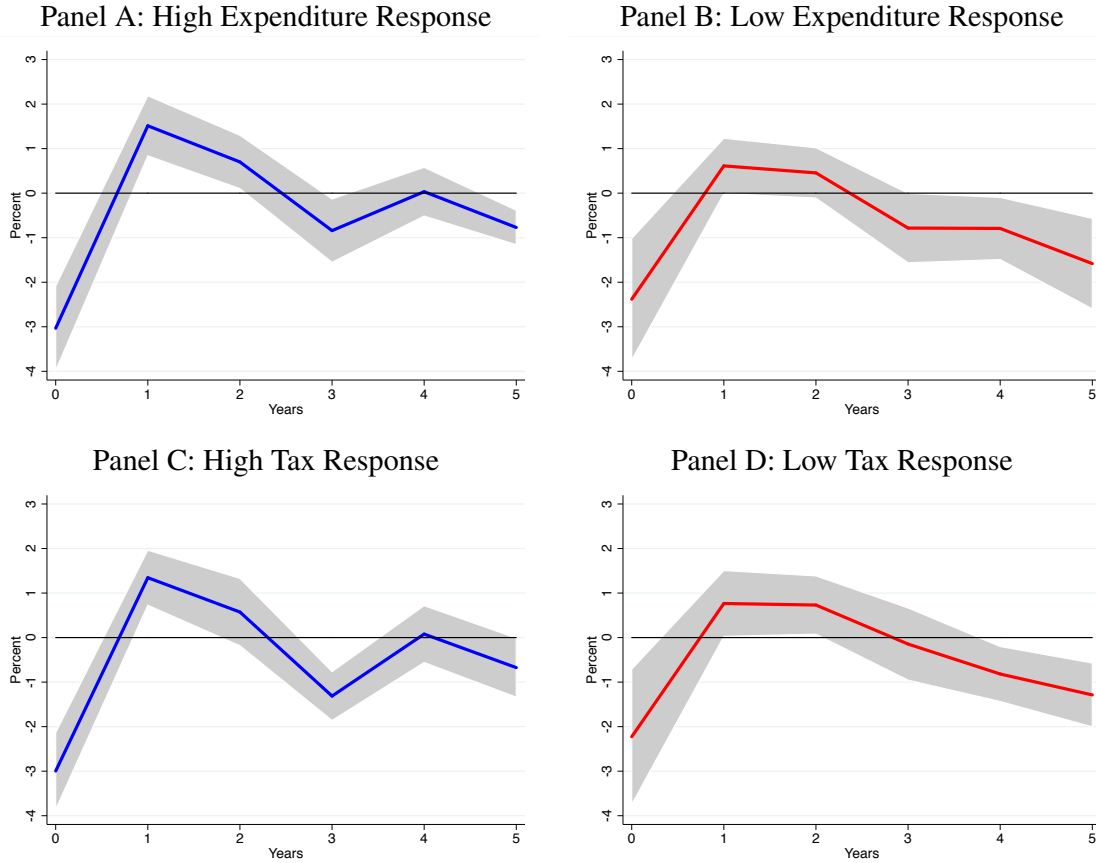 Panel A: High Expenditure Response
Panel B: Low Expenditure Response
3
2
1
0
-1
-2
-3
-4
Percent
0 1 2 3 4 5
Years
3
2
1
0
-1
-2
-3
-4
Percent
0 1 2 3 4 5
Years
Panel C: High Tax Response
Panel D: Low Tax Response
3
2
1
0
-1
-2
-3
-4
Percent
0 1 2 3 4 5
Years
3
2
1
0
-1
-2
-3
-4
Percent
0 1 2 3 4 5
Years